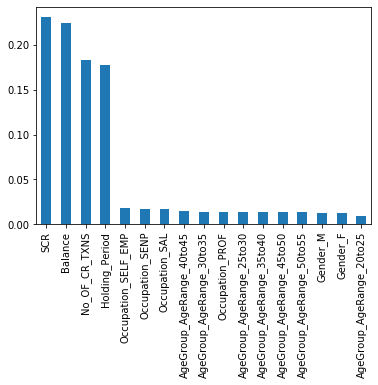 0.20
0.15
0.10
0.05
0.00
SCR
Balance
No_OF_CR_TXNS
Holding_Period
Occupation_SELF_EMP
Occupation_SENP
Occupation_SAL
AgeGroup_AgeRange_40to45
AgeGroup_AgeRange_30to35
Occupation_PROF
AgeGroup_AgeRange_25to30
AgeGroup_AgeRange_35to40
AgeGroup_AgeRange_45to50
AgeGroup_AgeRange_50to55
Gender_M
Gender_F
AgeGroup_AgeRange_20to25